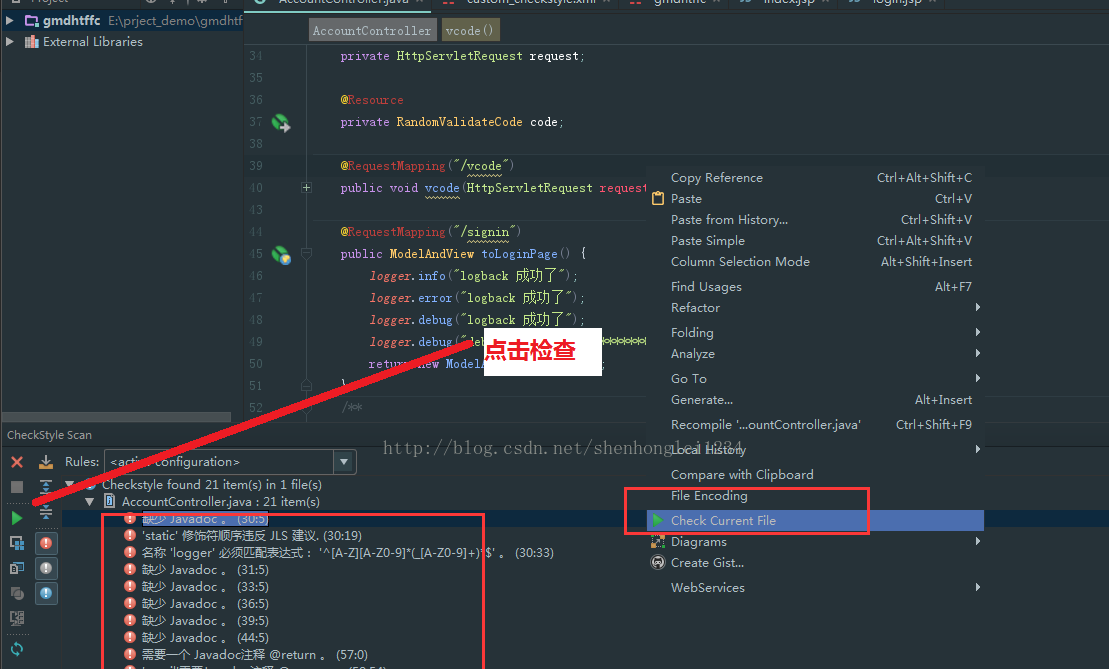 Project
AccountController.java
custom_checkstyle.xml
gmdhtffc
index.jsp
login.jsp
gmdhtffc E:\prject_demo\gmdhtf
External Libraries
AccountController vcode()
34 private HttpServletRequest request;
35
36 @Resource
37 private RandomValidateCode code;
38
39 @RequestMapping("/vcode")
40 public void vcode(HttpServletRequest request
43
44 @RequestMapping("/signin")
45 public ModelAndView toLoginPage() {
46 logger.info("logback 成功了");
47 logger.error("logback 成功了");
48 logger.debug("logback 成功了");
49 logger.debug("deb
50 return new ModelA ;
51 }
52 /**
点击检查
Copy Reference Ctrl+Alt+Shift+C
Paste Ctrl+V
Paste from History... Ctrl+Shift+V
Paste Simple Ctrl+Alt+Shift+V
Column Selection Mode Alt+Shift+Insert
Find Usages Alt+F7
Refactor
Folding
Analyze
Go To
Generate... Alt+Insert
Recompile '...ountController.java' Ctrl+Shift+F9
Local History
Compare with Clipboard
File Encoding
Check Current File
Diagrams
Create Gist...
WebServices
http://blog.csdn.net/shenhonglei1234
CheckStyle Scan
Rules: <active configuration>
Checkstyle found 21 item(s) in 1 file(s)
AccountController.java : 21 item(s)
缺少 Javadoc 。 (30:5)
'static' 修饰符顺序违反 JLS 建议. (30:19)
名称 'logger' 必须匹配表达式： '^[A-Z][A-Z0-9]*(_[A-Z0-9]+)*$' 。 (30:33)
缺少 Javadoc 。 (31:5)
缺少 Javadoc 。 (33:5)
缺少 Javadoc 。 (36:5)
缺少 Javadoc 。 (39:5)
缺少 Javadoc 。 (44:5)
需要一个 Javadoc注释 @return 。 (57:0)